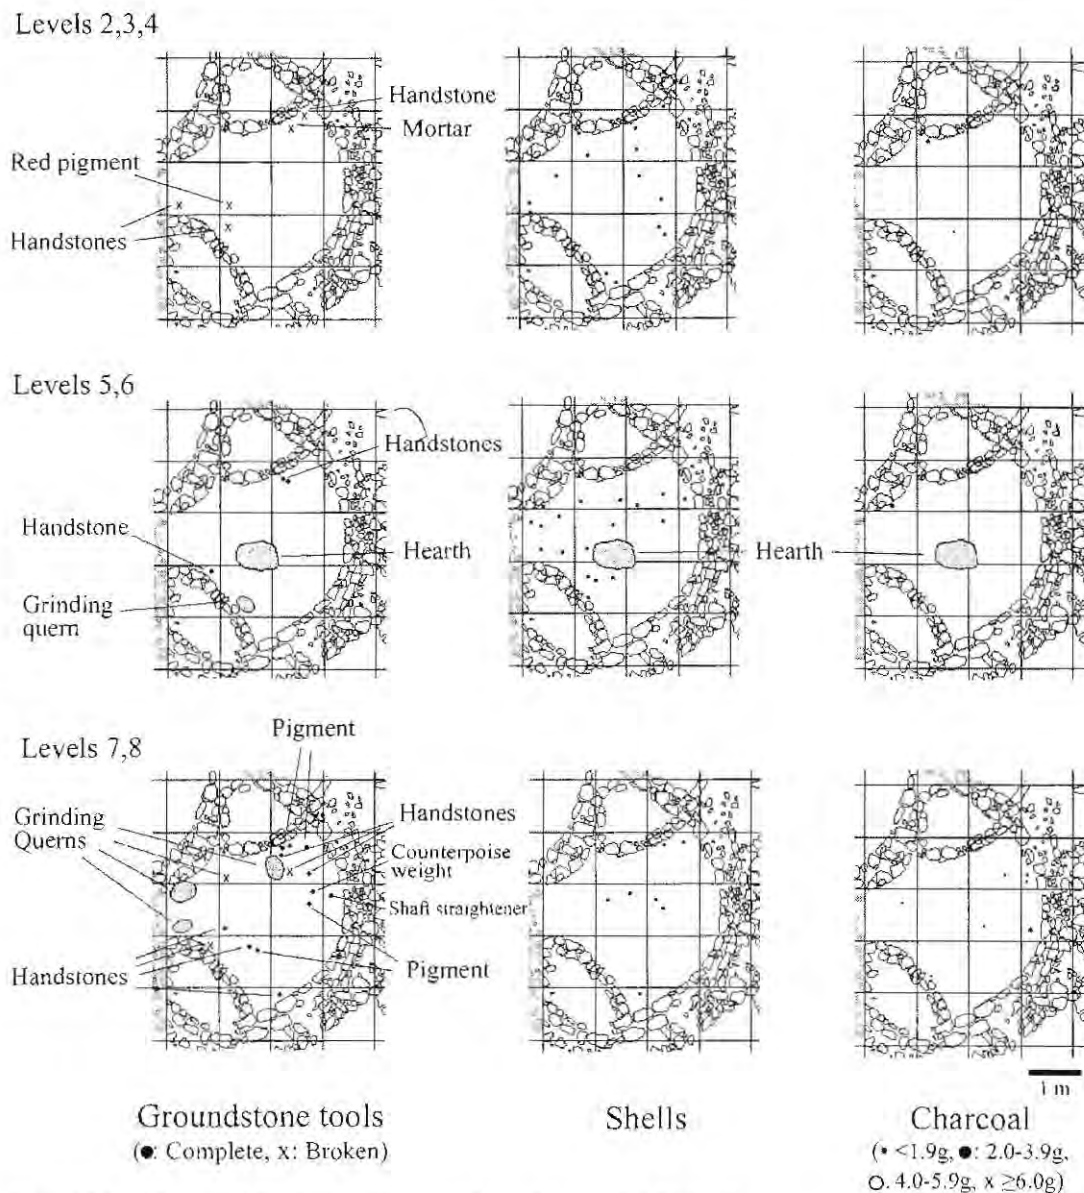 Levels 2,3,4
Handstone
Mortar
Red pigment
Handstones
Levels 5,6
Handstones
Handstone
Hearth
Hearth
Grinding
quern
Levels 7,8
Pigment
Grinding
Querns
Handstones
Counterpoise
weight
Shaft straightener
Handstones
Pigment
1 m
Groundstone tools
(●: Complete, x: Broken)
Shells
Charcoal
(• <1.9g, ●: 2.0-3.9g,
○. 4.0-5.9g, x ≥6.0g)